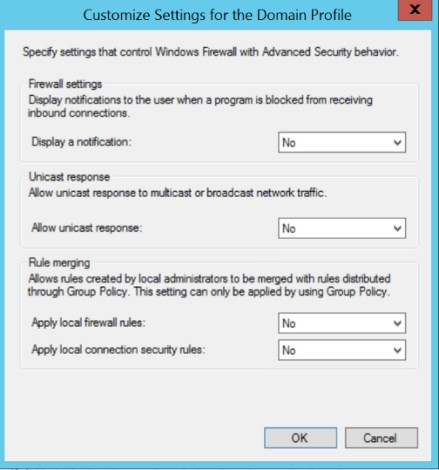 Customize Settings for the Domain Profile
x
Specify settings that control Windows Firewall with Advanced Security behavior.
Firewall settings
Display notifications to the user when a program is blocked from receiving
inbound connections.
Display a notification: No
Unicast response
Allow unicast response to multicast or broadcast network traffic.
Allow unicast response: No
Rule merging
Allows rules created by local administrators to be merged with rules distributed
through Group Policy. This setting can only be applied by using Group Policy.
Apply local firewall rules: No
Apply local connection security rules: No
OK Cancel